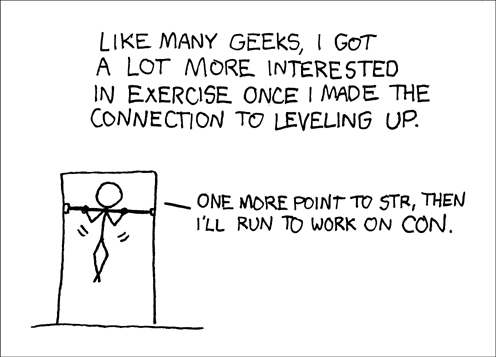 LIKE MANY GEEKS, I GOT
A LOT MORE INTERESTED
IN EXERCISE ONCE I MADE THE
CONNECTION TO LEVELING UP.
ONE MORE POINT TO STR, THEN
I'LL RUN TO WORK ON CON.